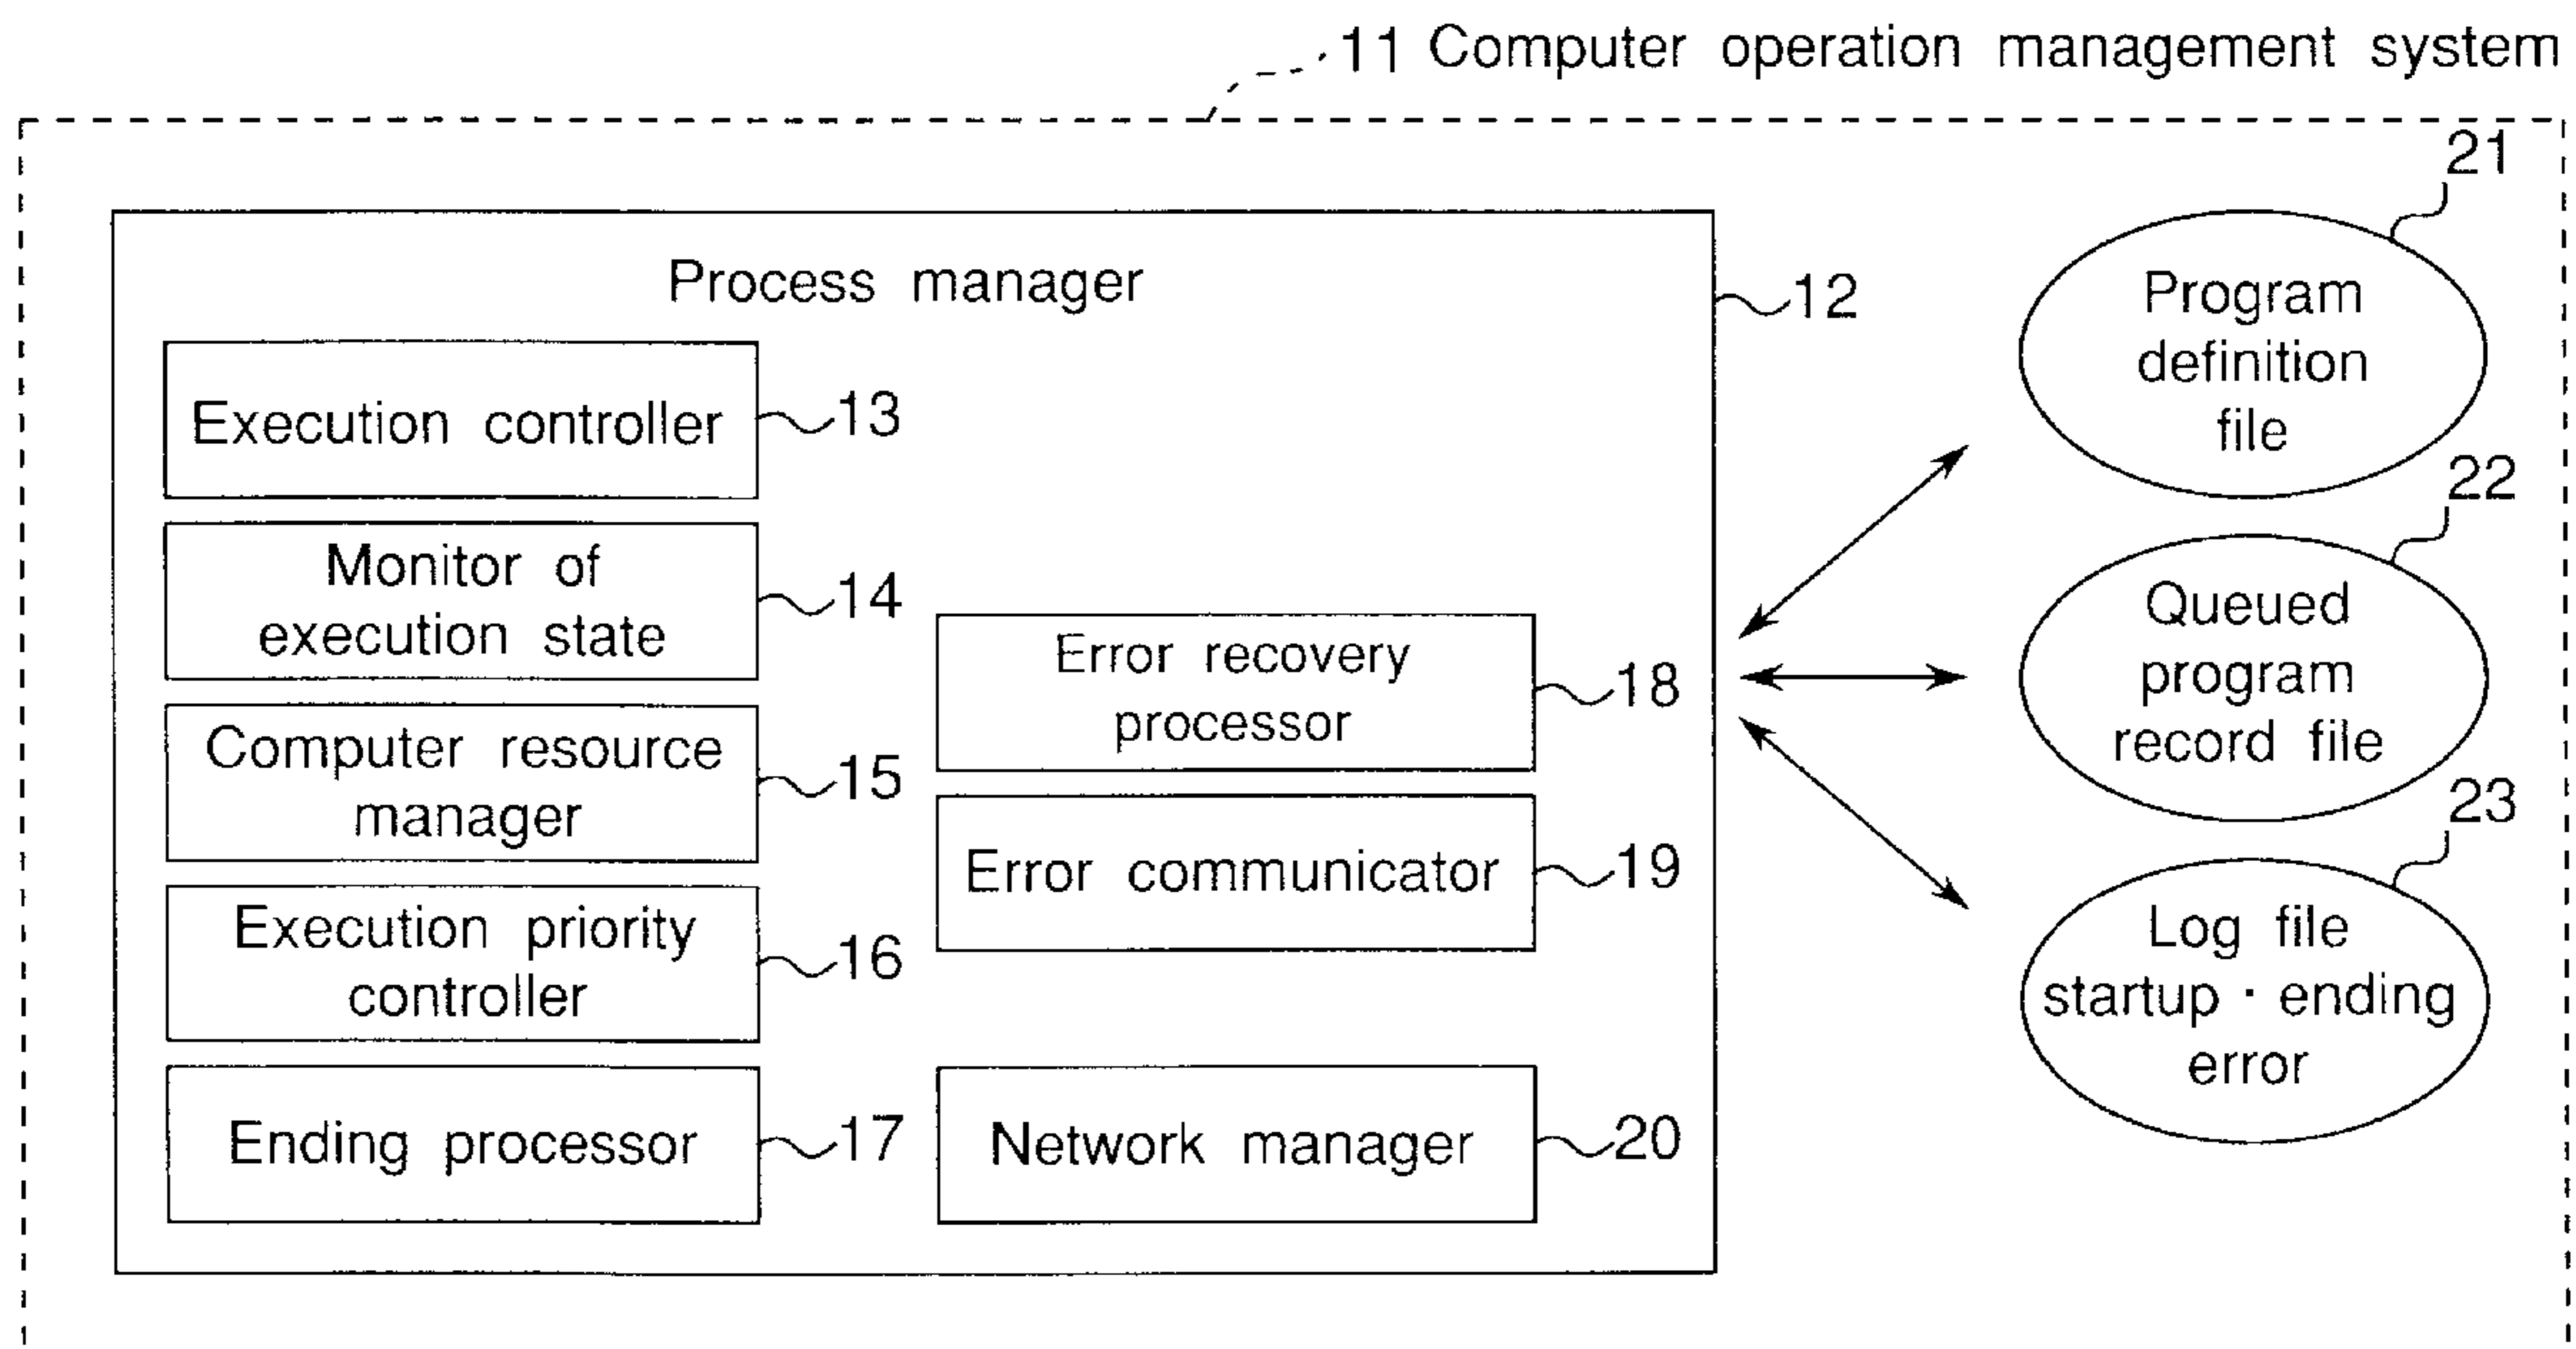 11 Computer operation management system
21
Process manager
12
Program
definition
file
Execution controller
13
22
Monitor of
execution state
14
Queued
program
record file
Error recovery
processor
18
Computer resource
manager
15
23
Error communicator
19
Execution priority
controller
16
Log file
startup · ending
error
Ending processor
17
Network manager
20